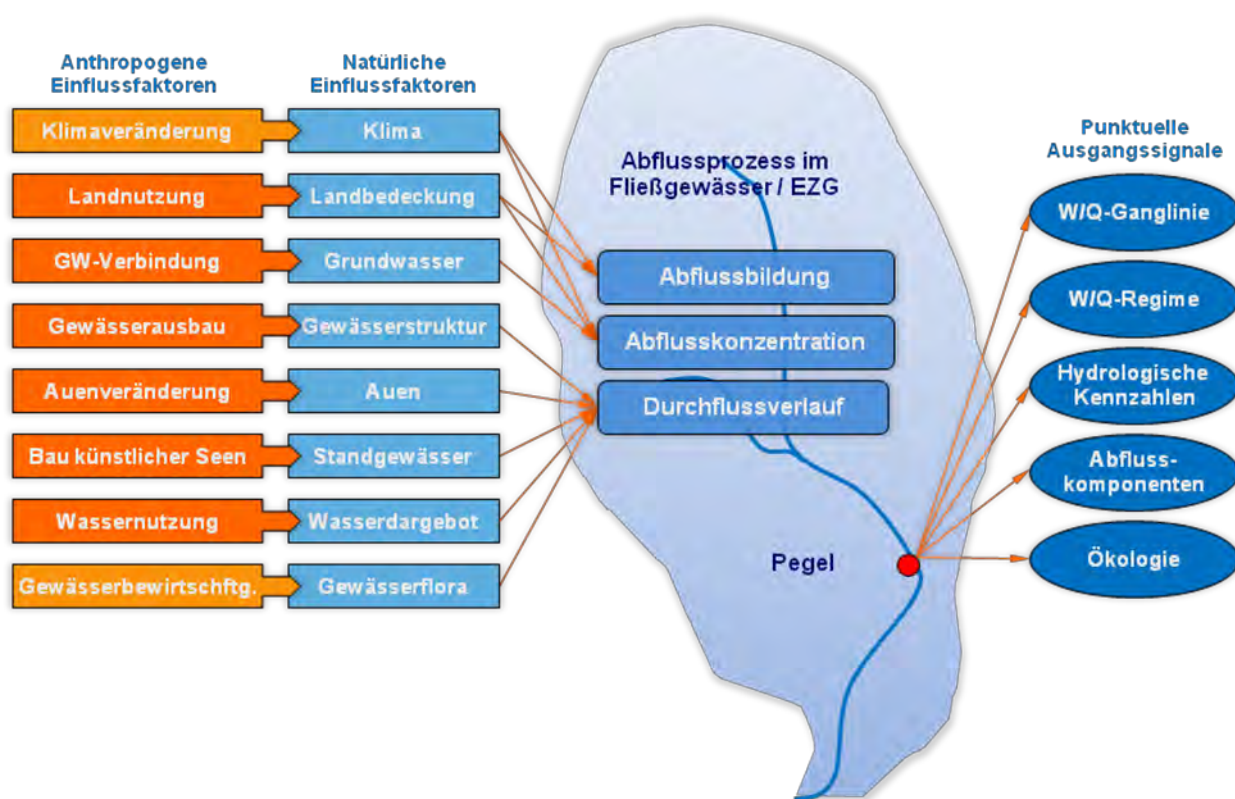 Anthropogene
Einflussfaktoren
Natürliche
Einflussfaktoren
Klimaveränderung
Klima
Landnutzung
Landbedeckung
GW-Verbindung
Grundwasser
Gewässerausbau
Gewässerstruktur
Auenveränderung
Auen
Bau künstlicher Seen
Standgewässer
Wassernutzung
Wasserdargebot
Gewässerbewirtschftg.
Gewässerflora
Abflussprozess im
Fließgewässer / EZG
Abflussbildung
Abflusskonzentration
Durchflussverlauf
Pegel
Punktuelle
Ausgangssignale
W/Q-Ganglinie
W/Q-Regime
Hydrologische
Kennzahlen
Abfluss-
komponenten
Ökologie